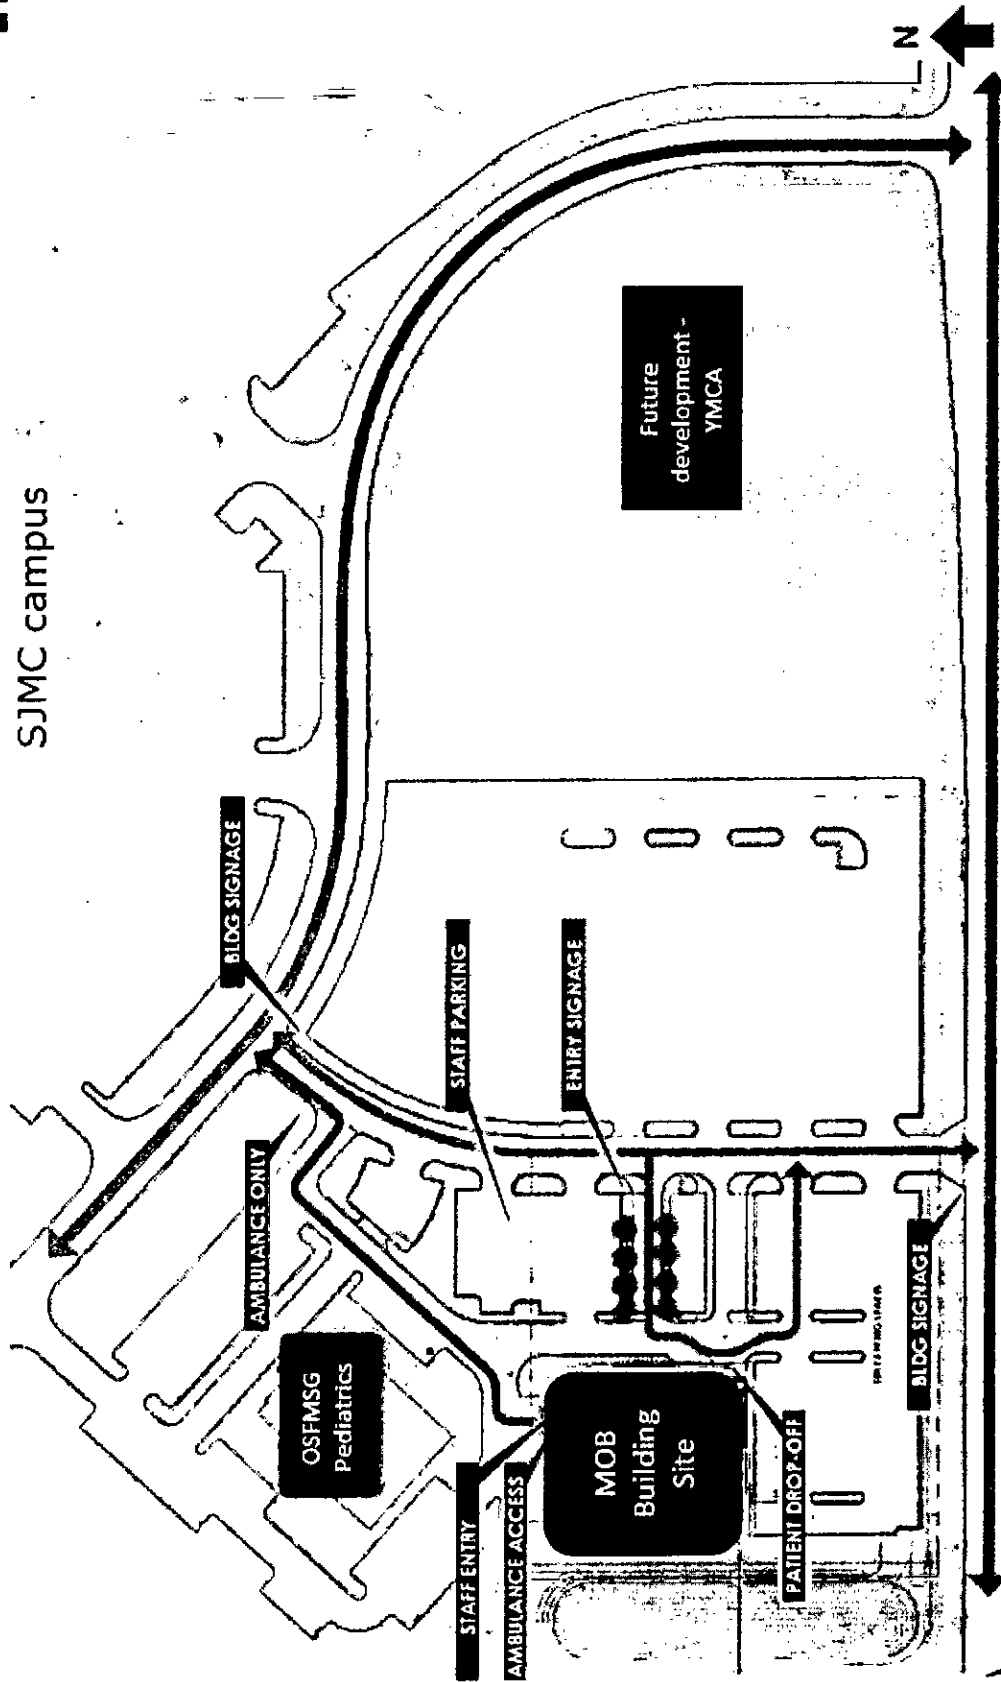 SJMC campus
N
BLDG SIGNAGE
AMBULANCE ONLY
STAFF PARKING
ENTRY SIGNAGE
OSFMSG
Pediatrics
Future
development -
YMCA
STAFF ENTRY
AMBULANCE ACCESS
MOB
Building
Site
PATIENT DROP-OFF
BLDG SIGNAGE